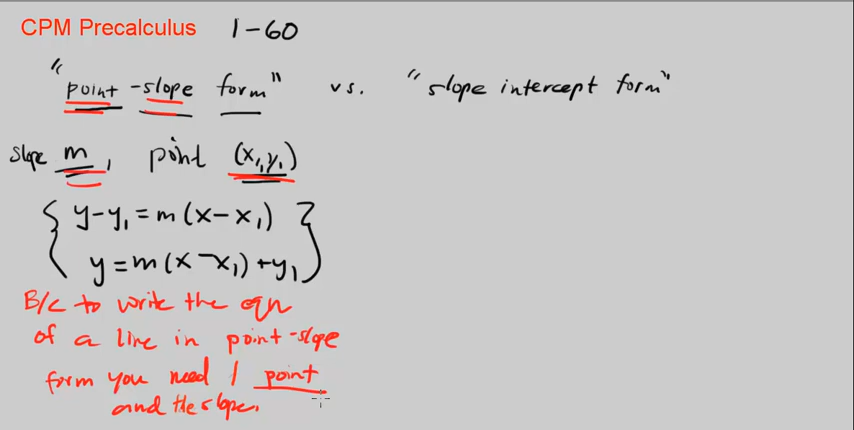 CPM Precalculus 1-60
"point-slope form" vs. "slope intercept form"
slope m, point (x₁,y₁)
y-y₁=m(x-x₁)
y=m(x-x₁)+y₁
B/c to write the eqn
of a line in point-slope
form you need 1 point
and the slope.